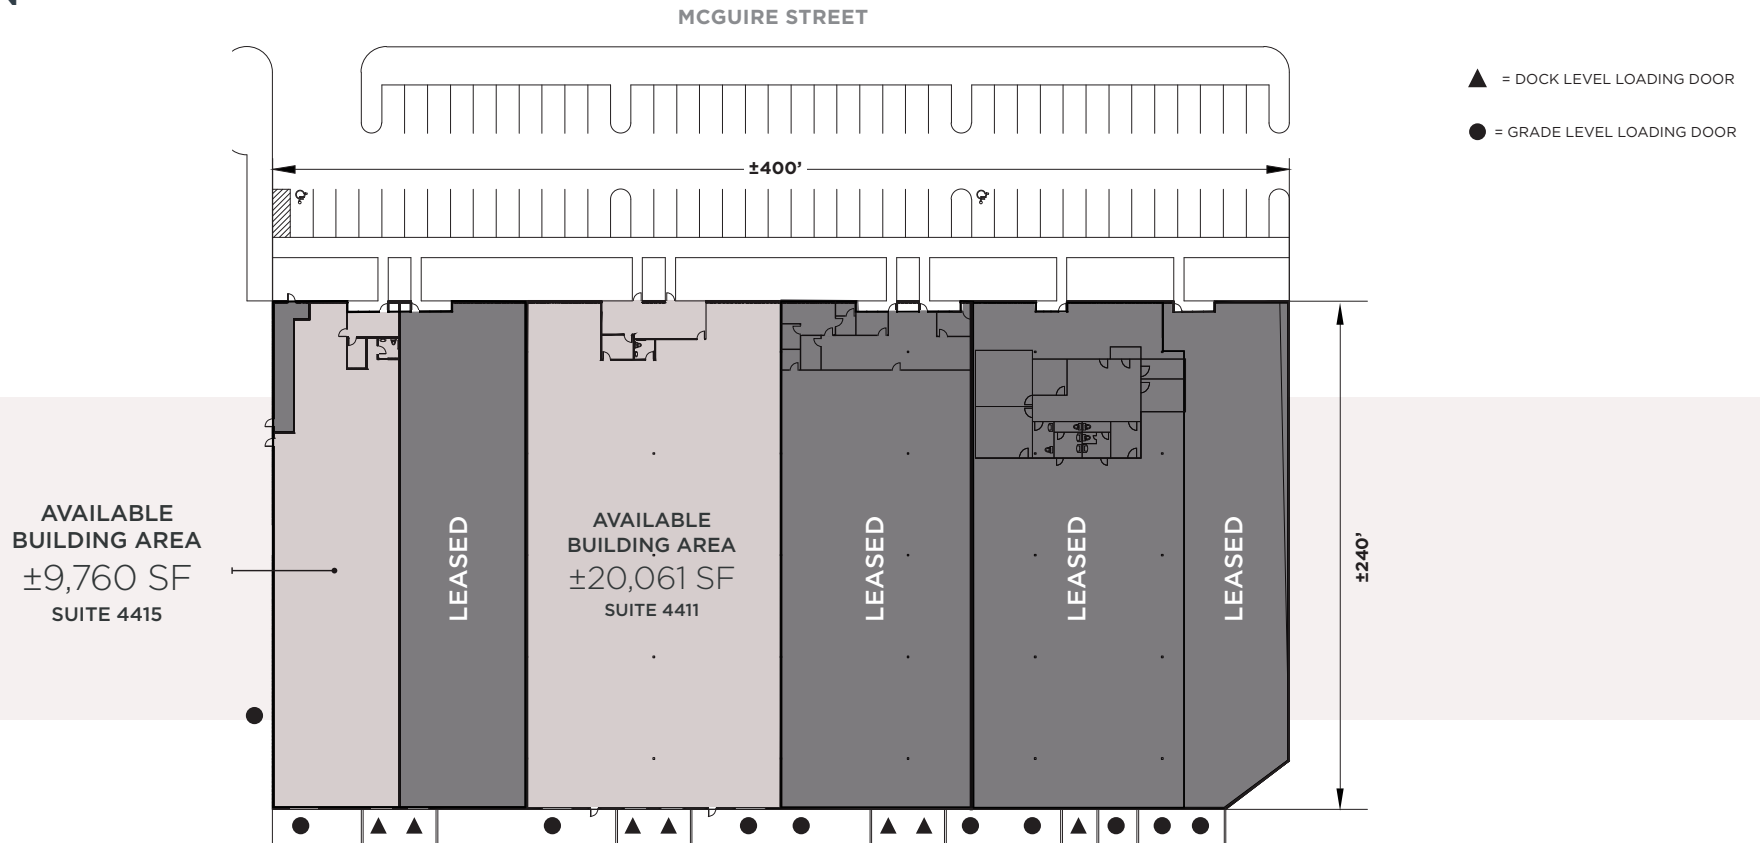 MCGUIRE STREET
▲ = DOCK LEVEL LOADING DOOR
● = GRADE LEVEL LOADING DOOR
±400’
AVAILABLE
BUILDING AREA
±9,760 SF
SUITE 4415
LEASED
AVAILABLE
BUILDING AREA
±20,061 SF
SUITE 4411
LEASED
LEASED
LEASED
±240’